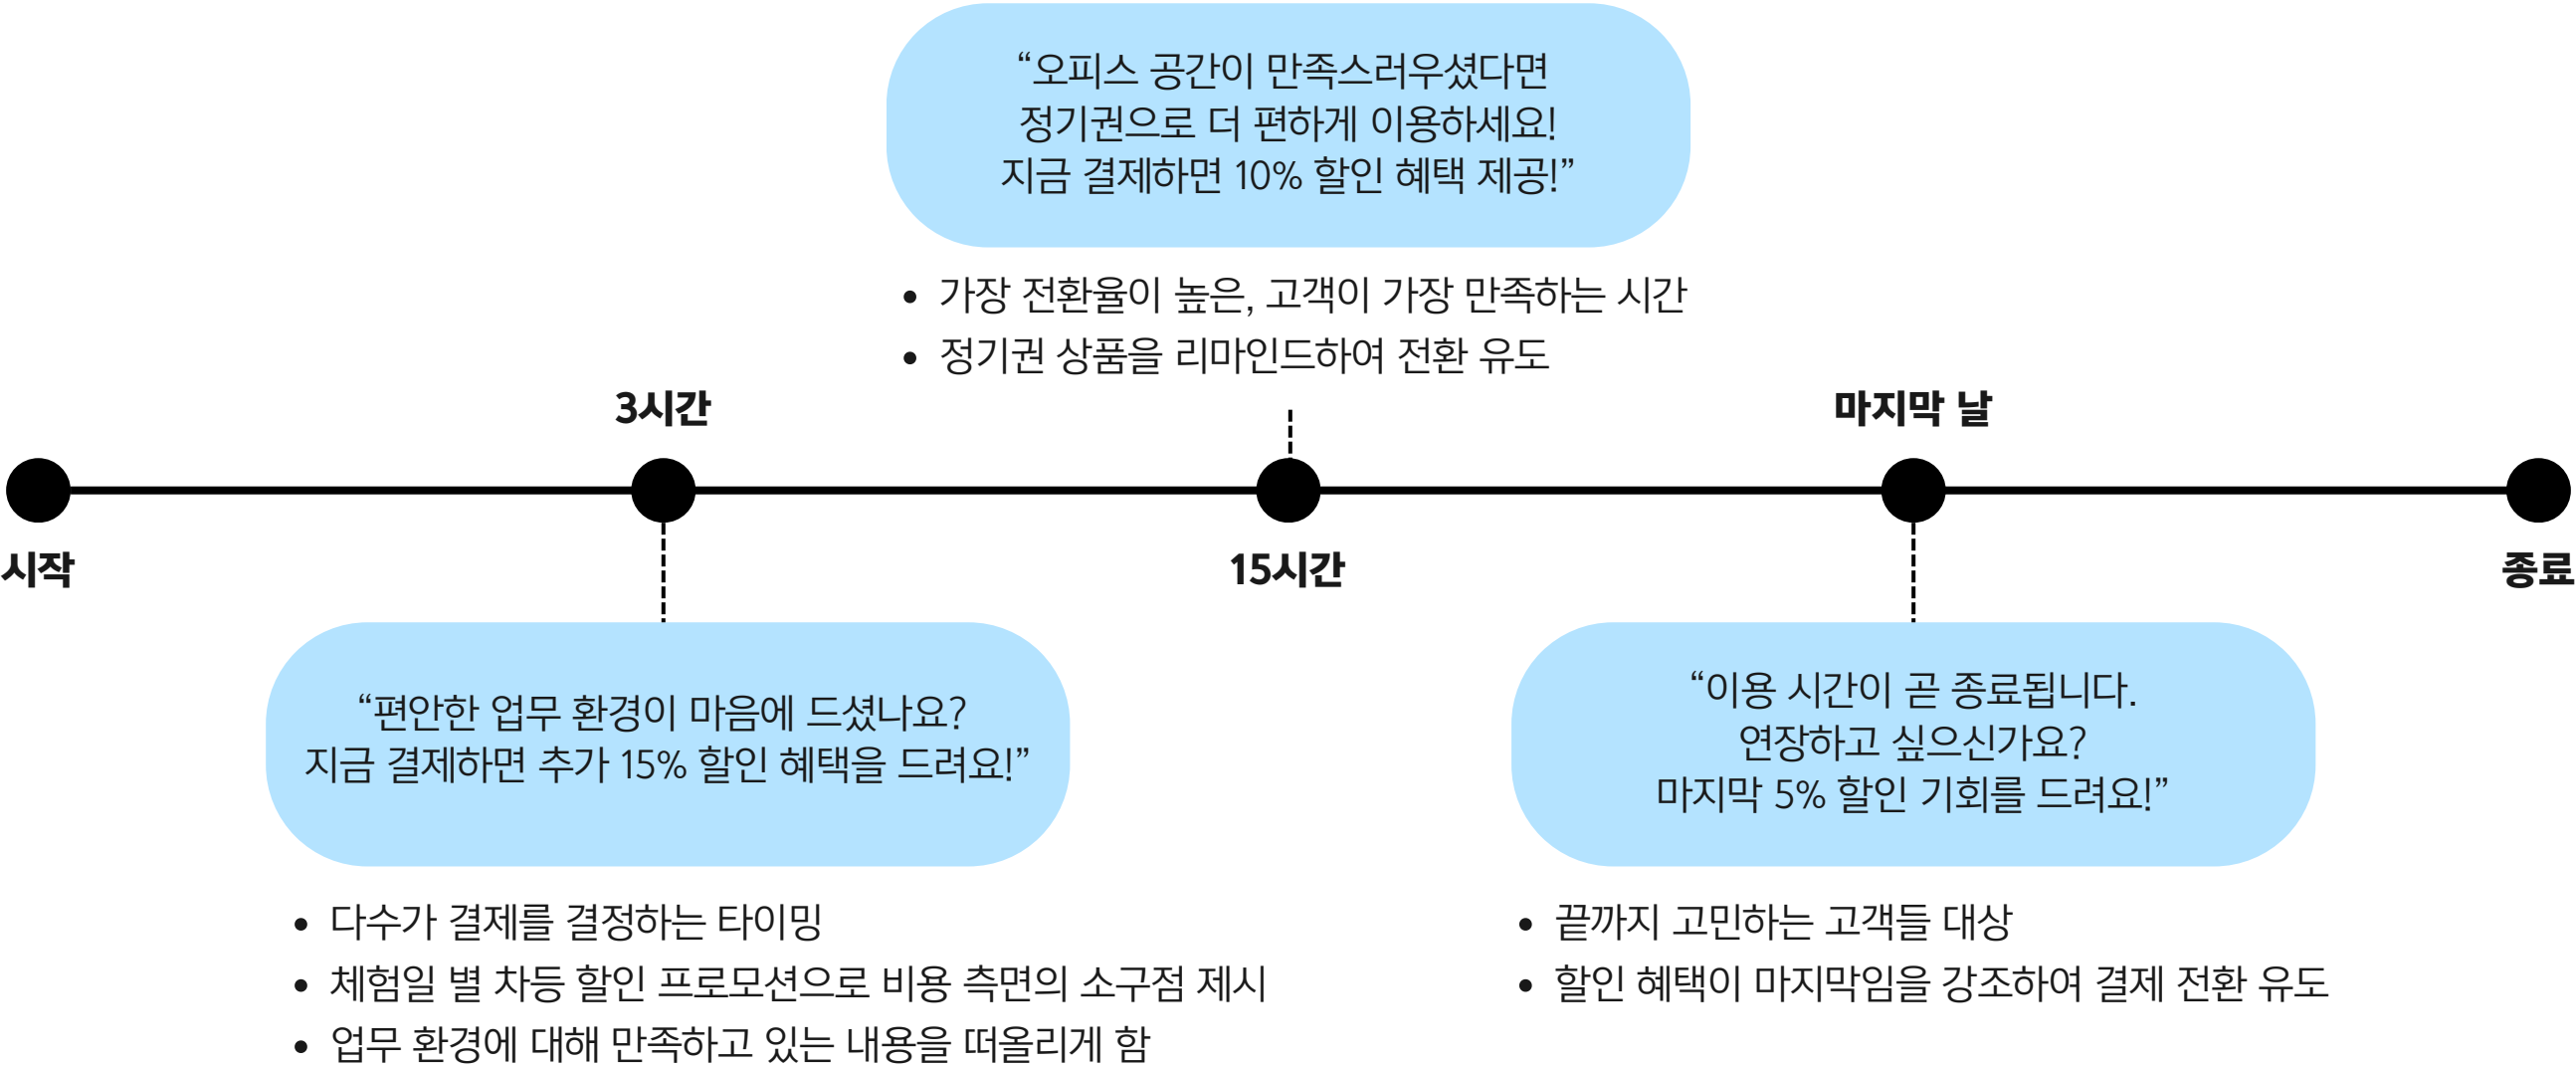 “오피스 공간이 만족스러우셨다면
정기권으로 더 편하게 이용하세요!
지금 결제하면 10% 할인 혜택 제공!”
• 가장 전환율이 높은, 고객이 가장 만족하는 시간
• 정기권 상품을 리마인드하여 전환 유도
3시간
마지막 날
시작
15시간
종료
“편안한 업무 환경이 마음에 드셨나요?
지금 결제하면 추가 15% 할인 혜택을 드려요!”
• 다수가 결제를 결정하는 타이밍
• 체험일 별 차등 할인 프로모션으로 비용 측면의 소구점 제시
• 업무 환경에 대해 만족하고 있는 내용을 떠올리게 함
“이용 시간이 곧 종료됩니다.
연장하고 싶으신가요?
마지막 5% 할인 기회를 드려요!”
• 끝까지 고민하는 고객들 대상
• 할인 혜택이 마지막임을 강조하여 결제 전환 유도